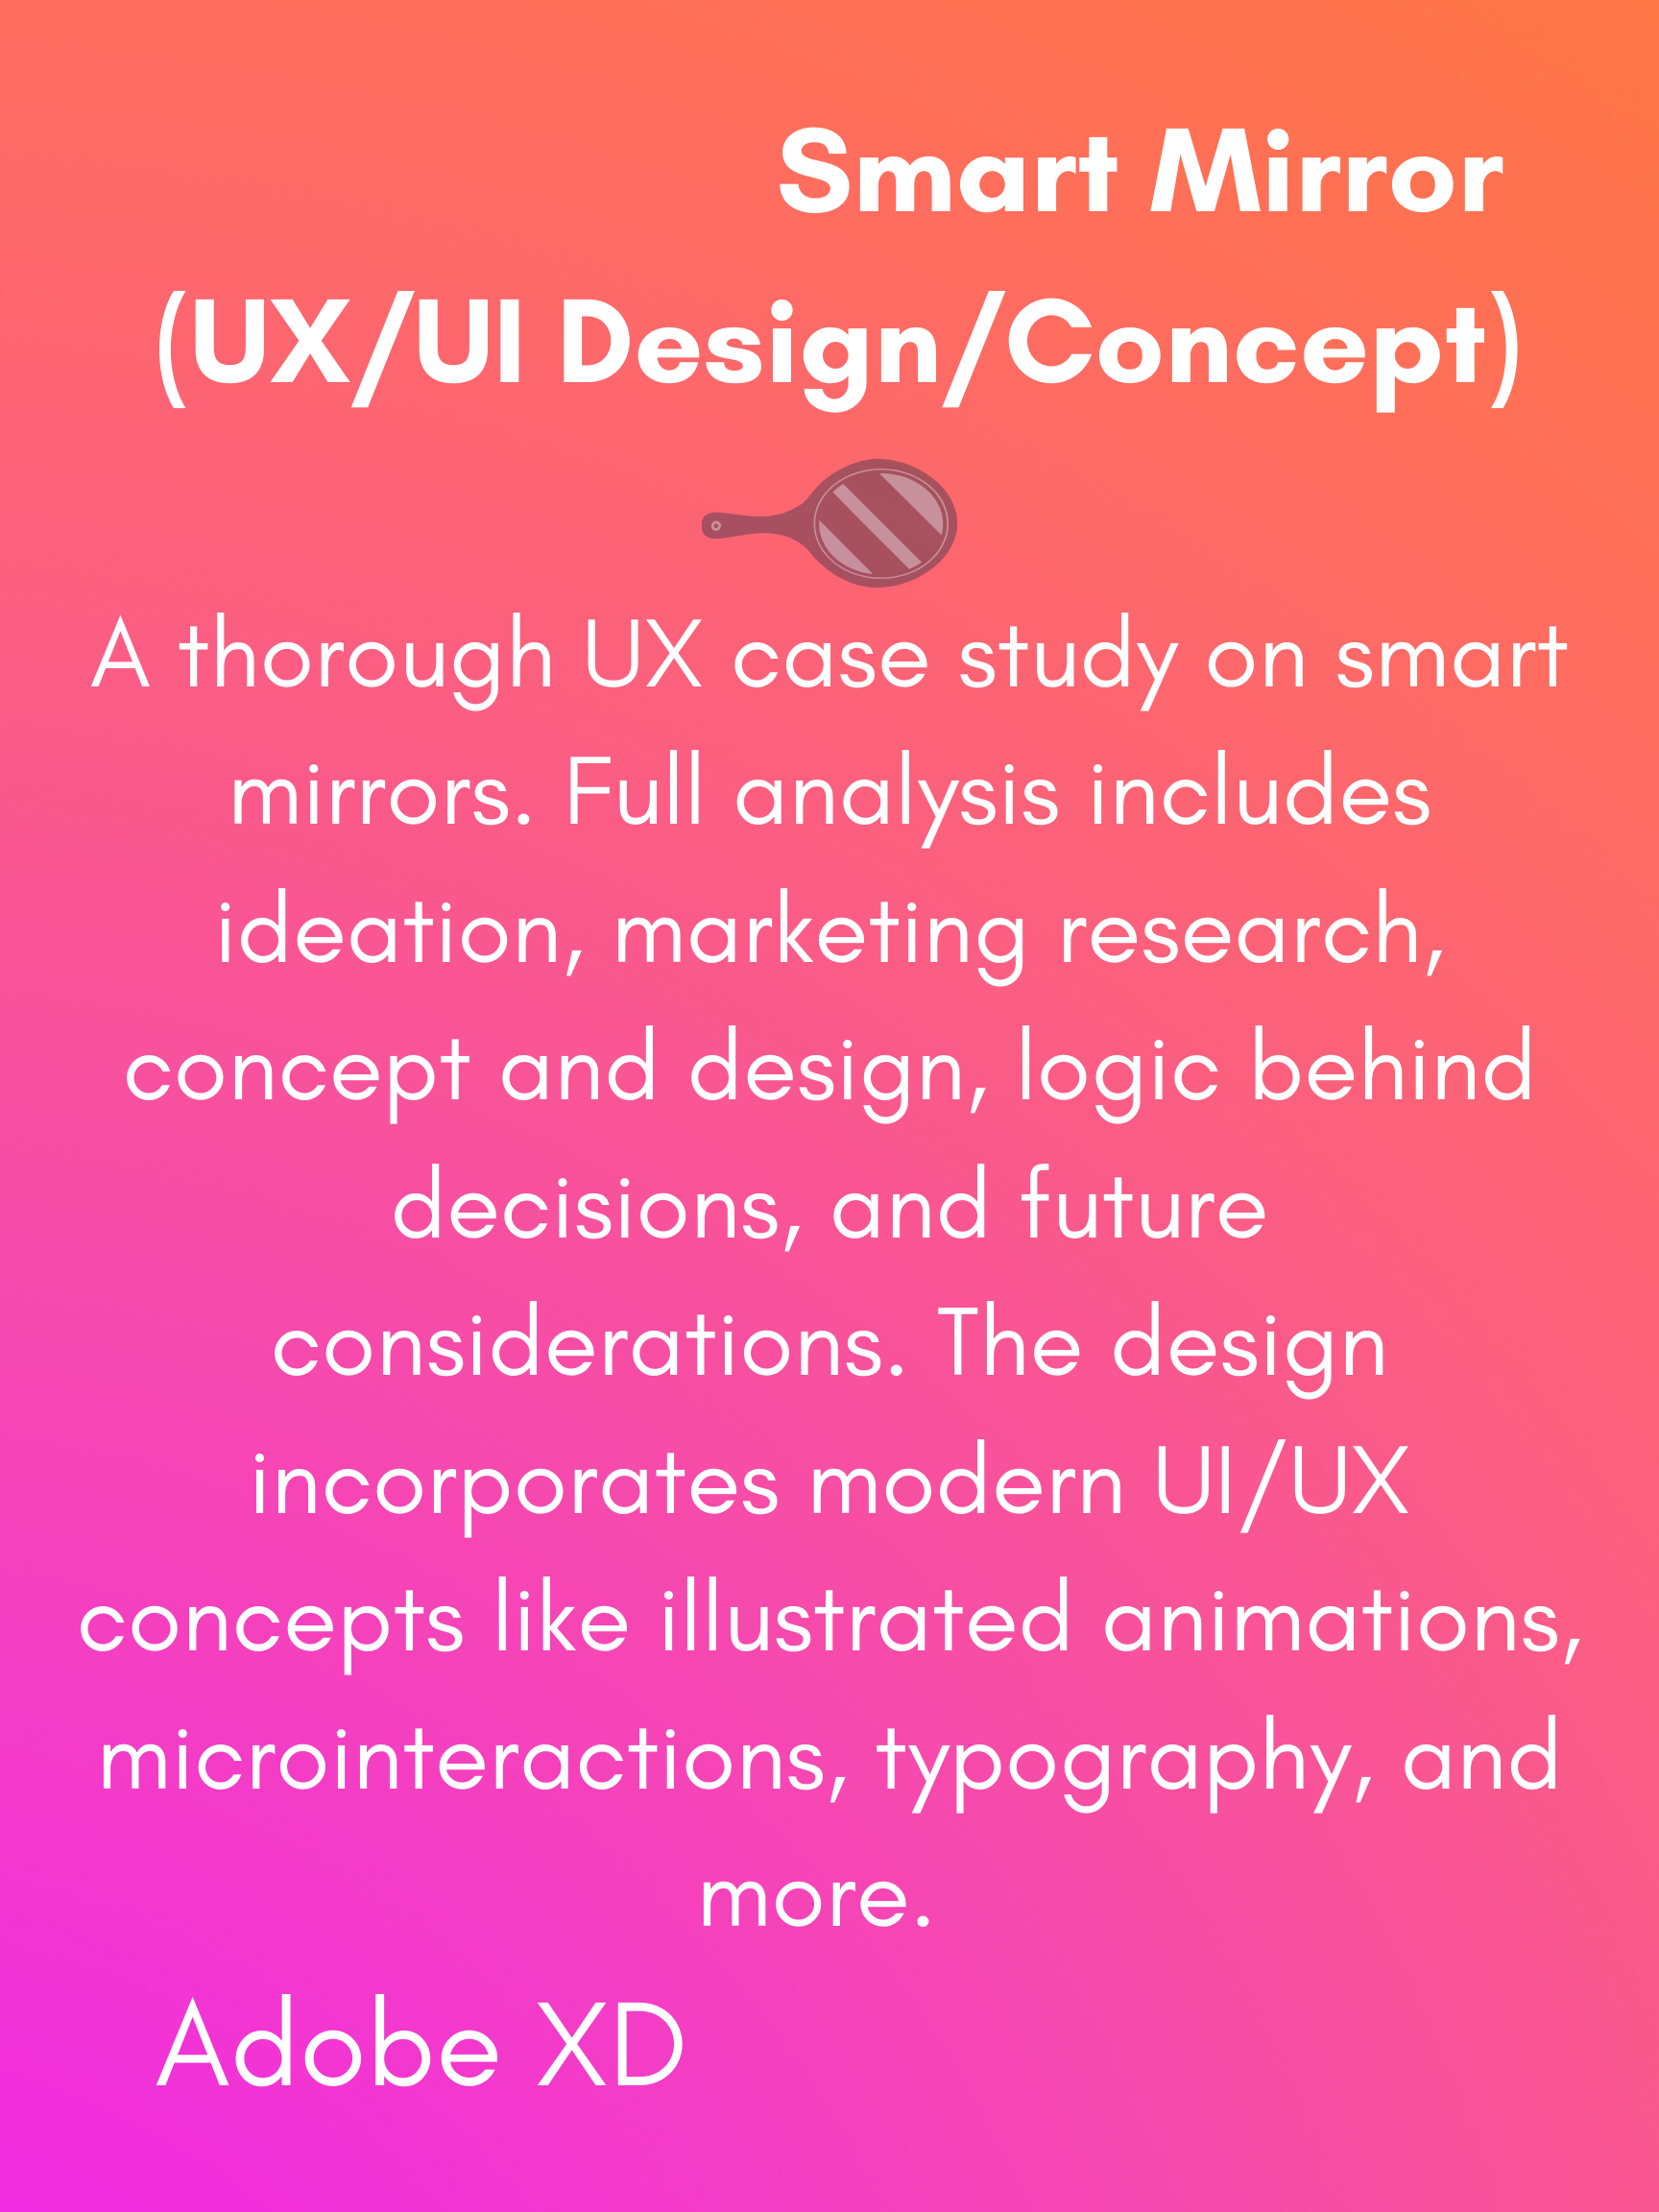 Smart Mirror
(UX/UI Design/Concept)
A thorough UX case study on smart
mirrors. Full analysis includes
ideation, marketing research,
concept and design, logic behind
decisions, and future
considerations. The design
incorporates modern UI/UX
concepts like illustrated animations,
microinteractions, typography, and
more.
Adobe XD